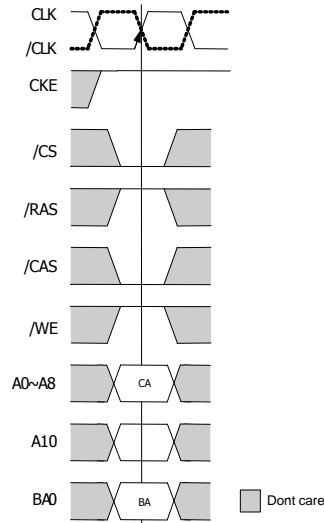 CLK
/CLK
CKE
/CS
/RAS
/CAS
/WE
A0~A8
CA
A10
BA0
BA
Dont care